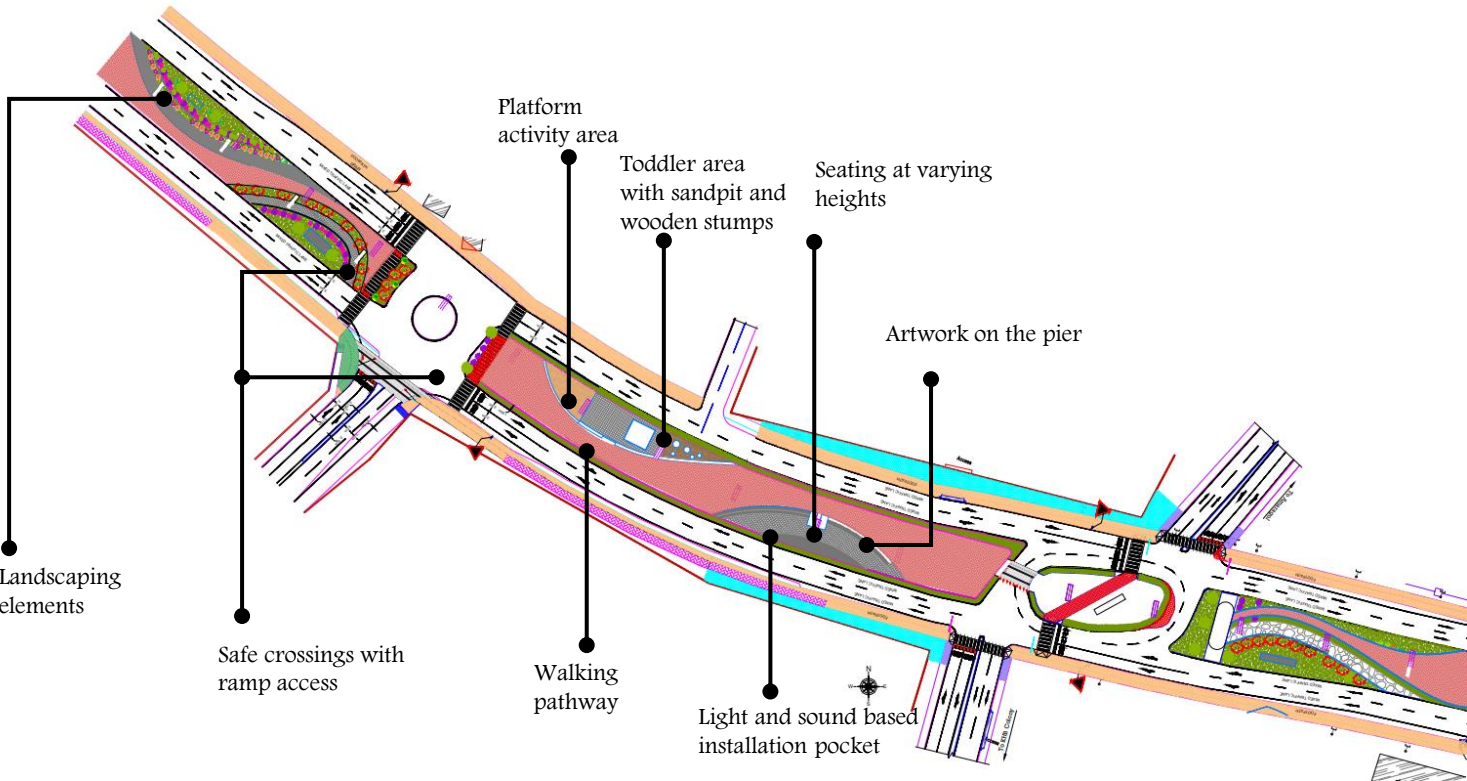 Platform
activity area
Toddler area
with sandpit and
wooden stumps
Seating at varying
heights
Artwork on the pier
Landscaping
elements
Safe crossings with
ramp access
Walking
pathway
Light and sound based
installation pocket
N
W